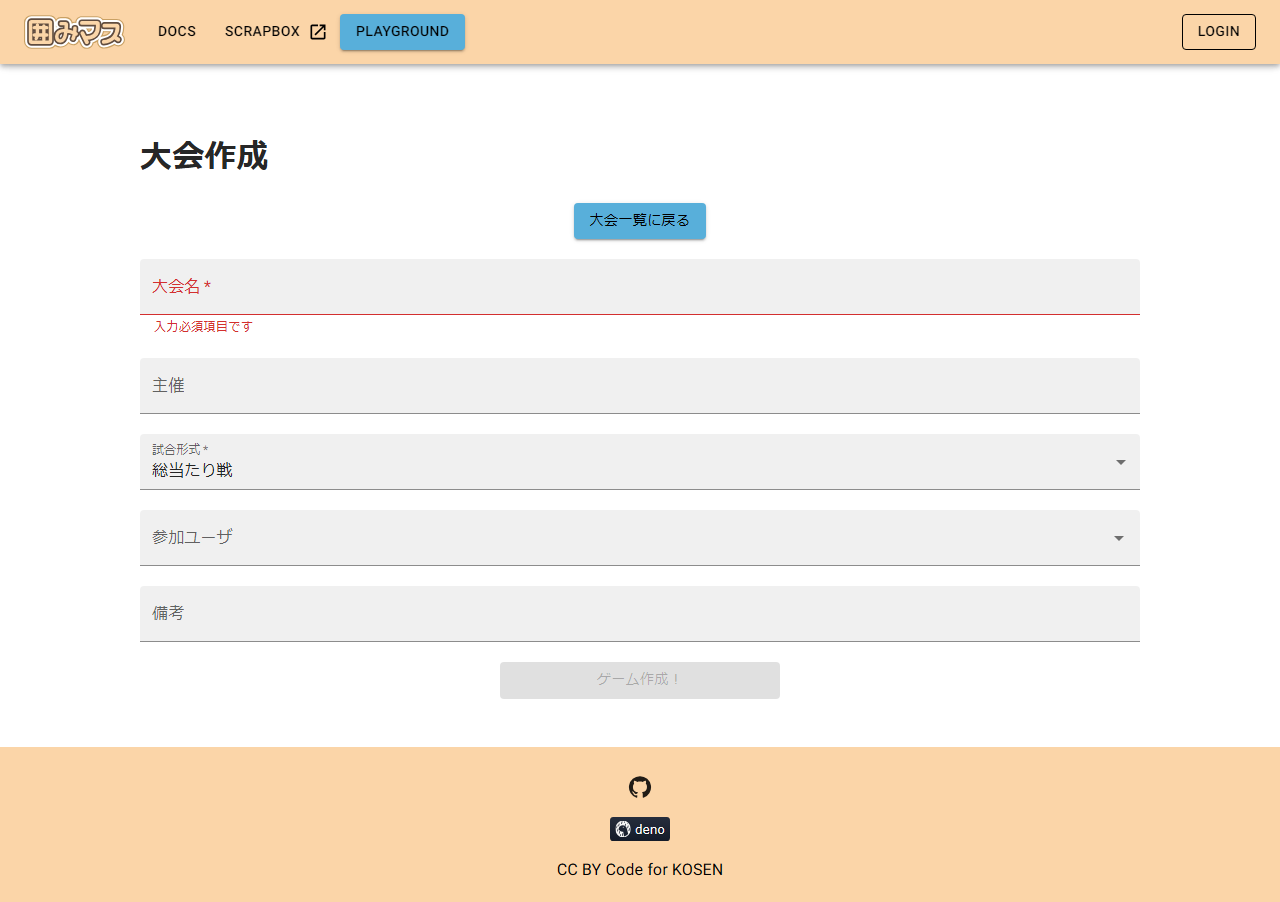 囲みマス
DOCS
SCRAPBOX
PLAYGROUND
LOGIN
大会作成
大会一覧に戻る
大会名 *
入力必須項目です
主催
試合形式 *
総当たり戦
参加ユーザ
備考
ゲーム作成！
deno
CC BY Code for KOSEN